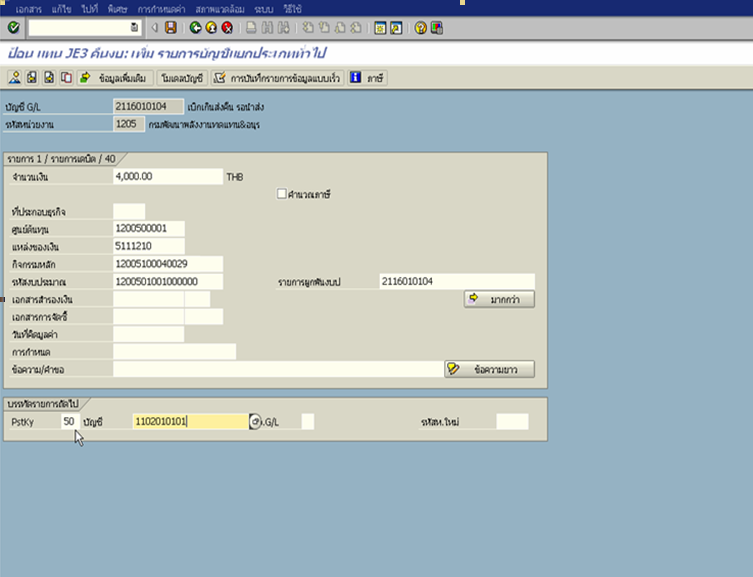 เอกสาร แก้ไข ไปที่ พิเศษ การกำหนดค่า สภาพแวดล้อม ระบบ วิธีใช้
ป้อน แทน JE3 คืนงบ: เพิ่ม รายการบัญชีแยกประเภททั่วไป
ข้อมูลเพิ่มเติม โมเดลบัญชี การบันทึกรายการข้อมูลแบบเร็ว ภาษี
บัญชี G/L 2116010104 เบิกเกินส่งคืน รอนำส่ง
รหัสหน่วยงาน 1205 กรมพัฒนาพลังงานทดแทน&อนุร
รายการ 1 / รายการเดบิต / 40
จำนวนเงิน 4,000.00 THB
คำนวณภาษี
ที่ประกอบธุรกิจ
ศูนย์ต้นทุน 1200500001
แหล่งของเงิน 5111210
กิจกรรมหลัก 12005100040029
รหัสงบประมาณ 1200501001000000 รายการผูกพันงบป 2116010104
เอกสารสำรองเงิน มากกว่า
เอกสารการจัดซื้
วันที่คิดมูลค่า
การกำหนด
ข้อความ/คำขอ ข้อความยาว
บรรทัดรายการถัดไป
PstKy 50 บัญชี 1102010101 .G/L รหัสห.ใหม่